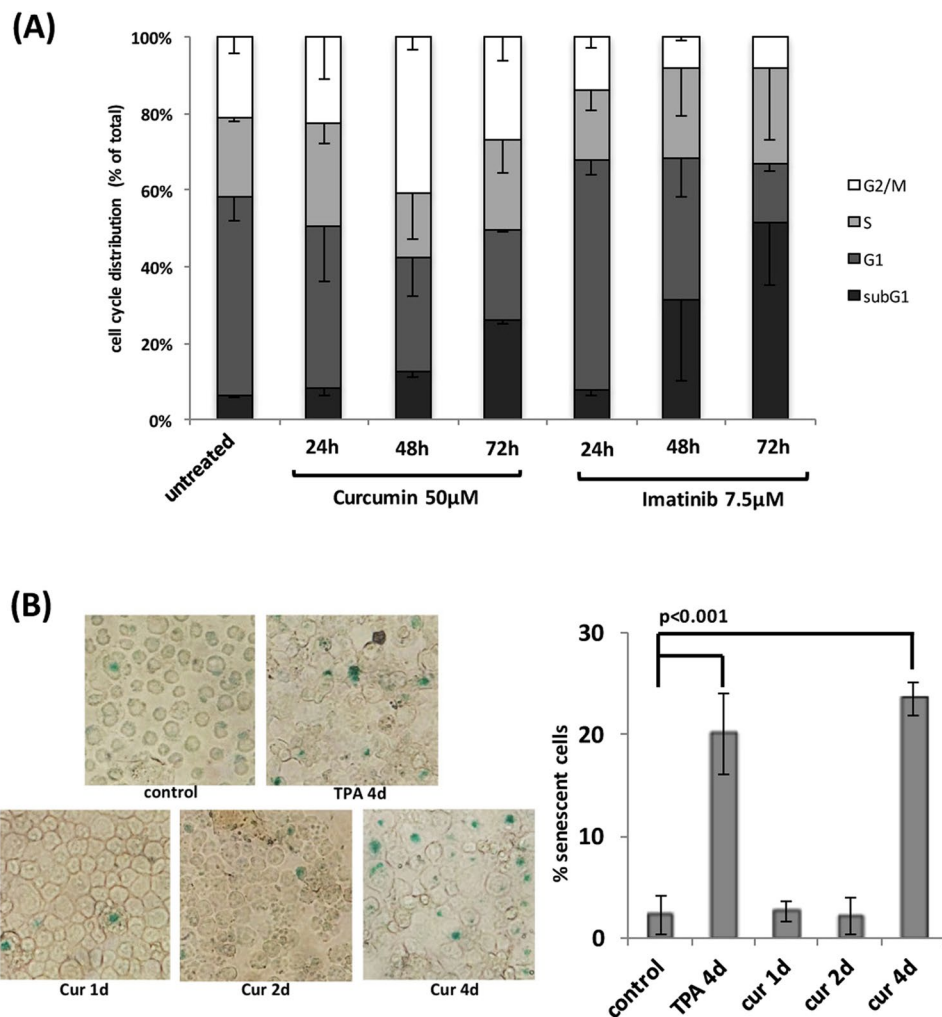 (A)
cell cycle distribution (% of total)
100%
80%
60%
40%
20%
0%
untreated
24h 48h 72h 24h 48h 72h
Curcumin 50µM Imatinib 7.5µM
G2/M
S
G1
subG1
(B)
control TPA 4d
Cur 1d Cur 2d Cur 4d
p<0.001
% senescent cells
30
20
10
0
control TPA 4d cur 1d cur 2d cur 4d